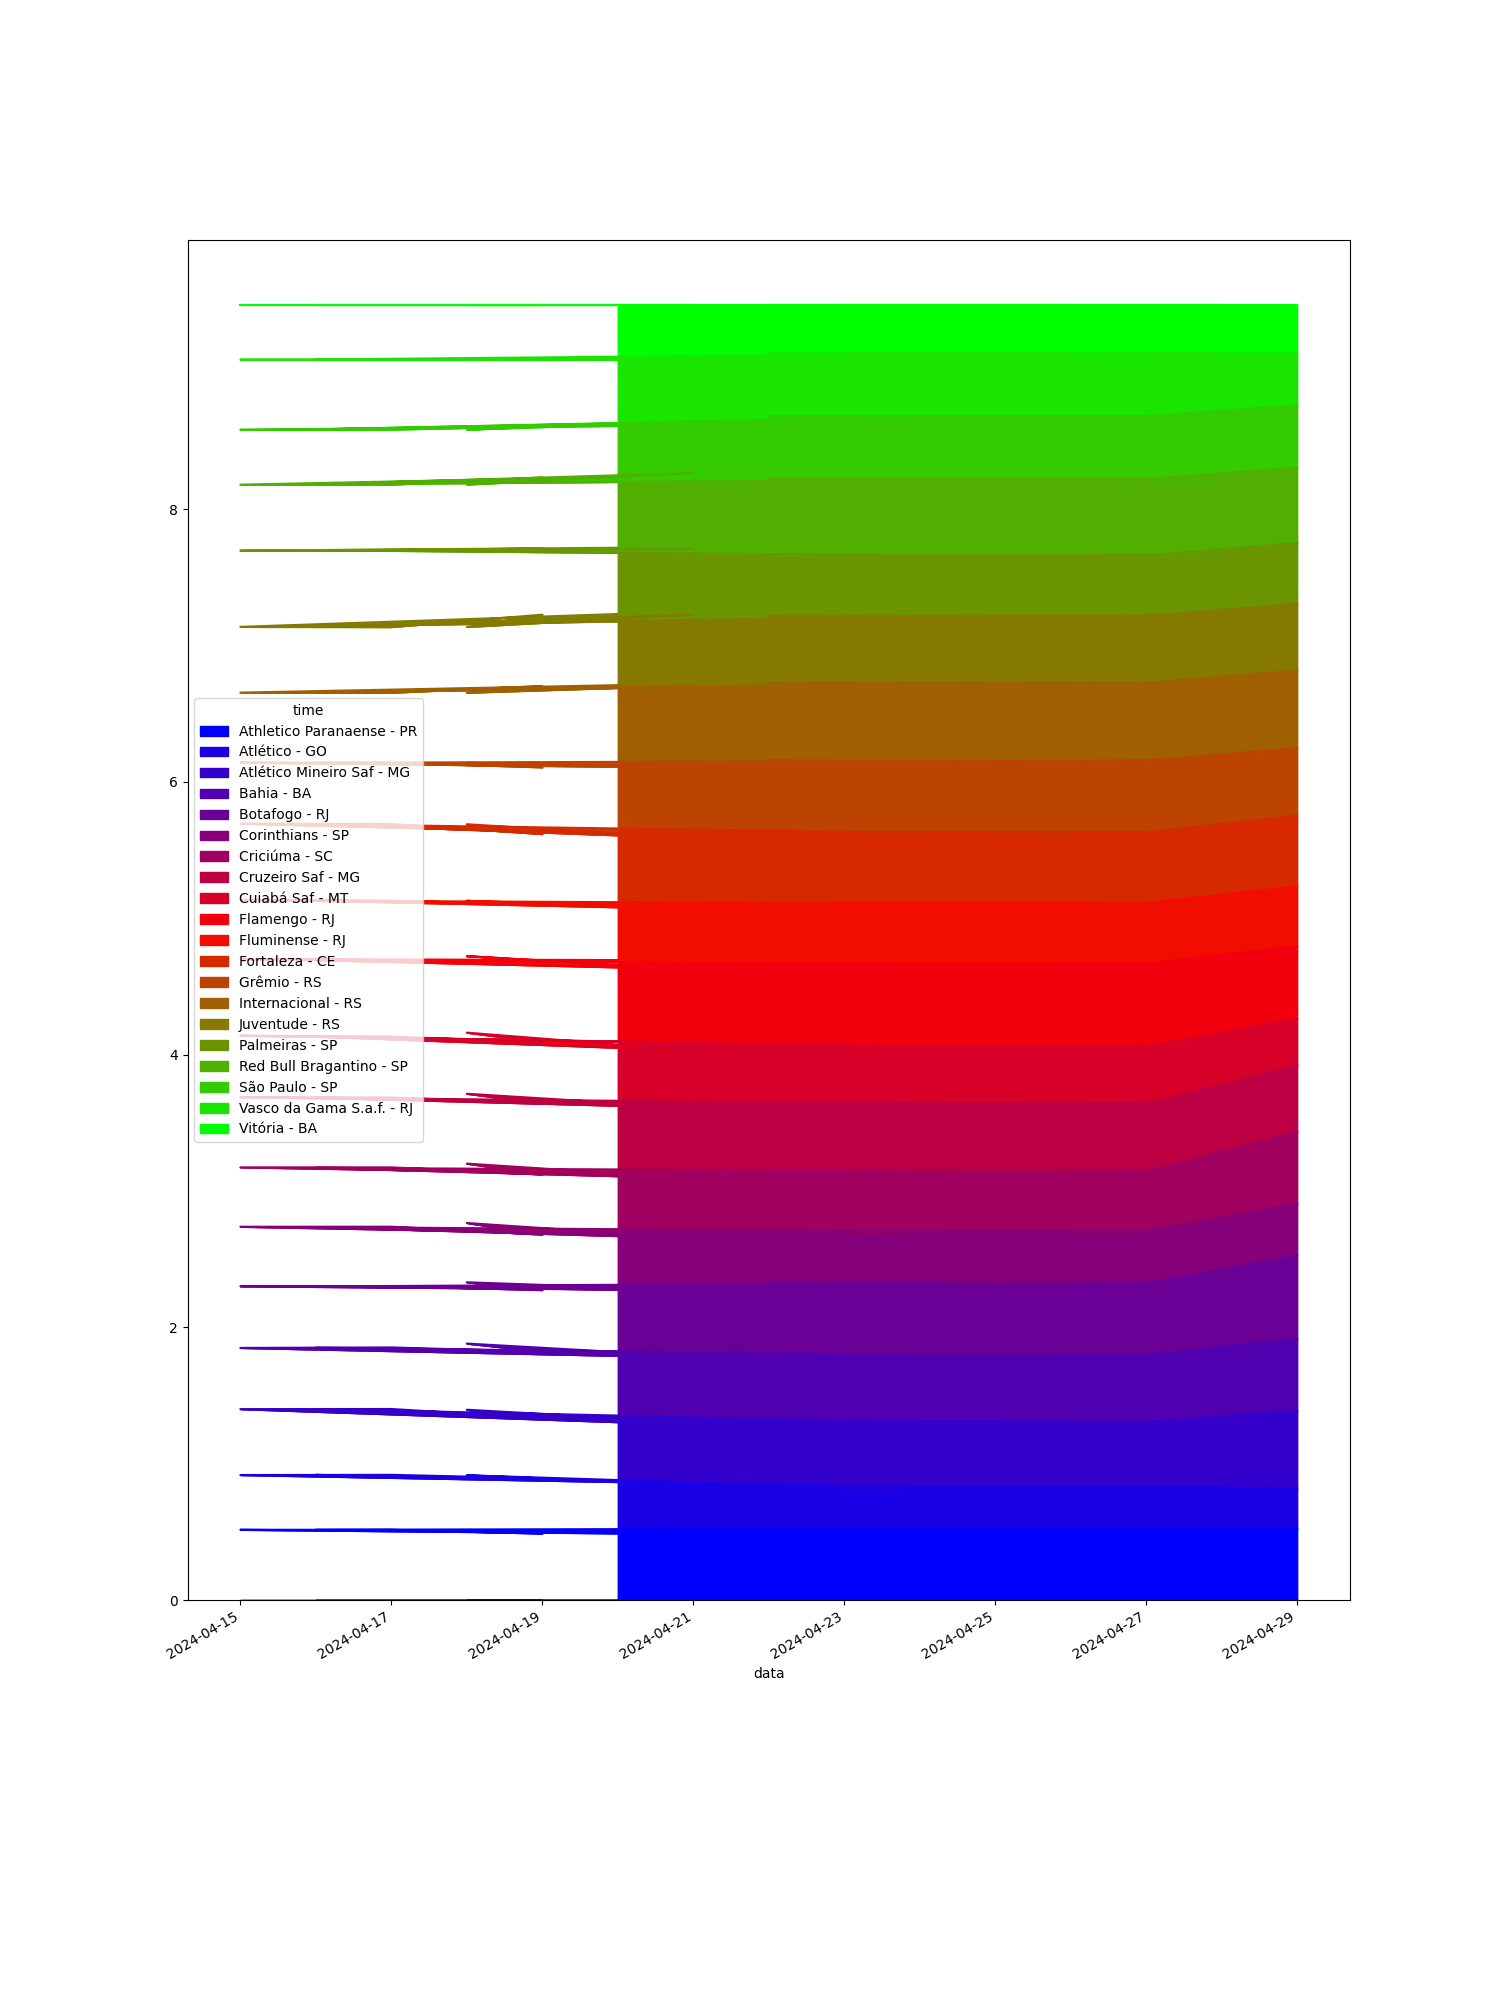 8
6
4
2
0
time
Athletico Paranaense - PR
Atlético - GO
Atlético Mineiro Saf - MG
Bahia - BA
Botafogo - RJ
Corinthians - SP
Criciúma - SC
Cruzeiro Saf - MG
Cuiabá Saf - MT
Flamengo - RJ
Fluminense - RJ
Fortaleza - CE
Grêmio - RS
Internacional - RS
Juventude - RS
Palmeiras - SP
Red Bull Bragantino - SP
São Paulo - SP
Vasco da Gama S.a.f. - RJ
Vitória - BA
2024-04-15
2024-04-17
2024-04-19
2024-04-21
2024-04-23
2024-04-25
2024-04-27
2024-04-29
data